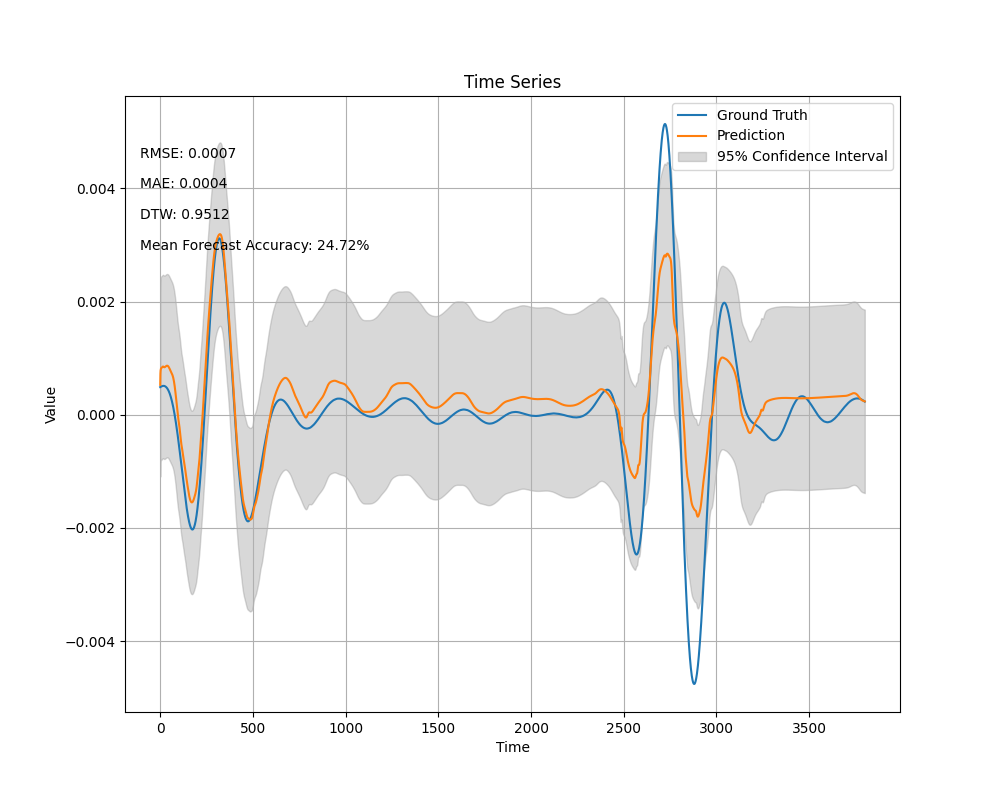 Time Series
Ground Truth
Prediction
95% Confidence Interval
RMSE: 0.0007
MAE: 0.0004
DTW: 0.9512
Mean Forecast Accuracy: 24.72%
Value
0.004
0.002
0.000
−0.002
−0.004
0
500
1000
1500
2000
2500
3000
3500
Time